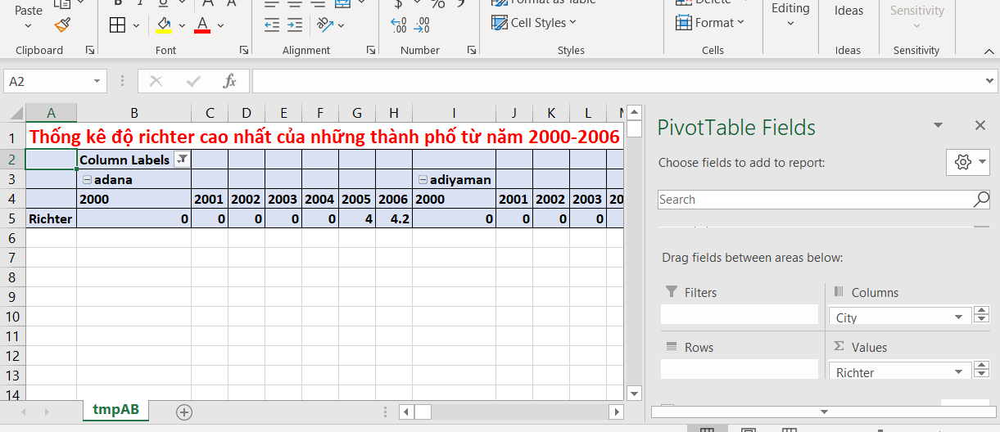 Paste
Cell Styles
Format
Editing
Ideas
Sensitivity
Clipboard
Font
Alignment
Number
Styles
Cells
Ideas
Sensitivity
A2
fx
A B C D E F G H I J K L
1 Thống kê độ richter cao nhất của những thành phố từ năm 2000-2006
2 Column Labels
3 adana adiyaman
4 2000 2001 2002 2003 2004 2005 2006 2000 2001 2002 2003 20
5 Richter 0 0 0 0 0 4 4.2 0 0 0 0
6
7
8
9
10
11
12
13
14
tmpAB
PivotTable Fields
Choose fields to add to report:
Search
Drag fields between areas below:
Filters
Columns
City
Rows
Σ Values
Richter